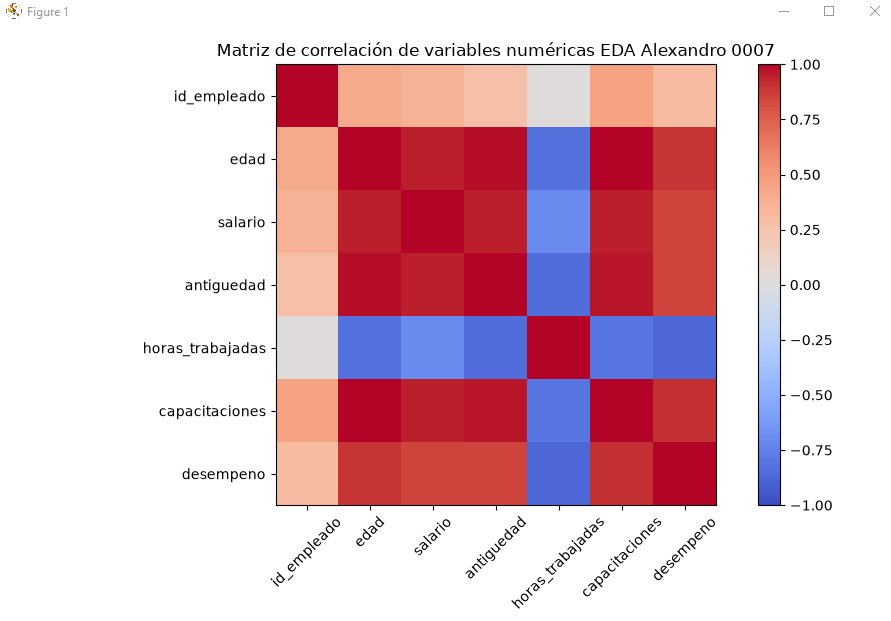 Figure 1
Matriz de correlación de variables numéricas EDA Alexandro 0007
id_empleado
edad
salario
antiguedad
horas_trabajadas
capacitaciones
desempeno
id_empleado
edad
salario
antiguedad
horas_trabajadas
capacitaciones
desempeno
1.00
0.75
0.50
0.25
0.00
−0.25
−0.50
−0.75
−1.00